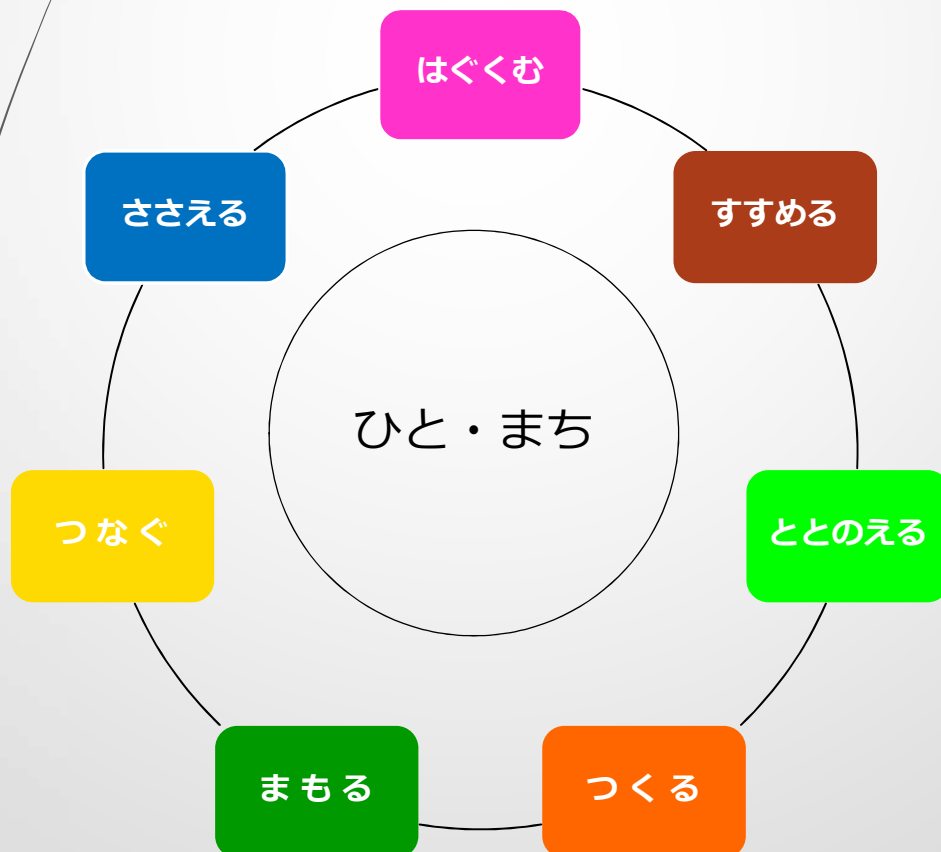 はぐくむ
ささえる
すすめる
ひと・まち
つ な ぐ
ととのえる
ま も る
つ く る